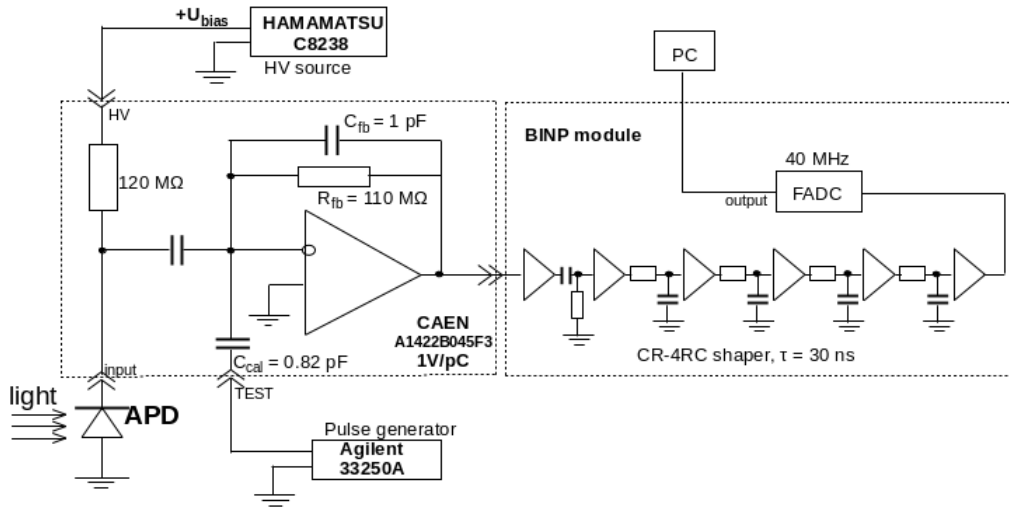 +U_bias
HAMAMATSU
C8238
HV source
PC
HV
C_fb = 1 pF
BINP module
120 MΩ
R_fb = 110 MΩ
40 MHz
FADC
output
CAEN
A1422B045F3
1V/pC
C_cal = 0.82 pF
CR-4RC shaper, τ = 30 ns
input
TEST
light
APD
Pulse generator
Agilent
33250A